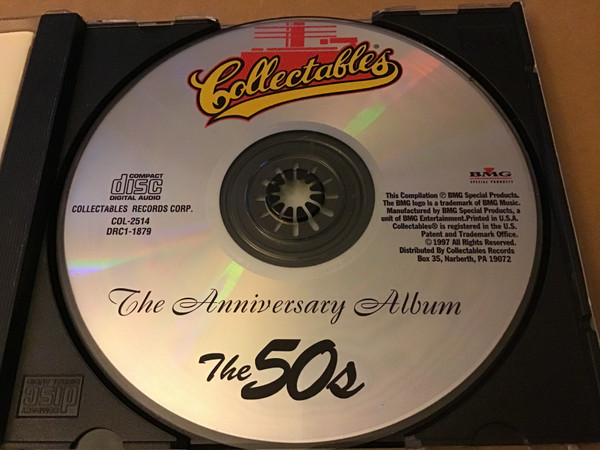 Collectables®
COMPACT
disc
DIGITAL AUDIO
COLLECTABLES RECORDS CORP.
COL-2514
DRC1-1879
BMG
SPECIAL PRODUCTS
This Compilation Ⓟ BMG Special Products.
The BMG logo is a trademark of BMG Music.
Manufactured by BMG Special Products, a
unit of BMG Entertainment.Printed in U.S.A.
Collectables® is registered in the U.S.
Patent and Trademark Office.
© 1997 All Rights Reserved.
Distributed By Collectables Records
Box 35, Narberth, PA 19072
The Anniversary Album
The 50s
disc
COMPACT